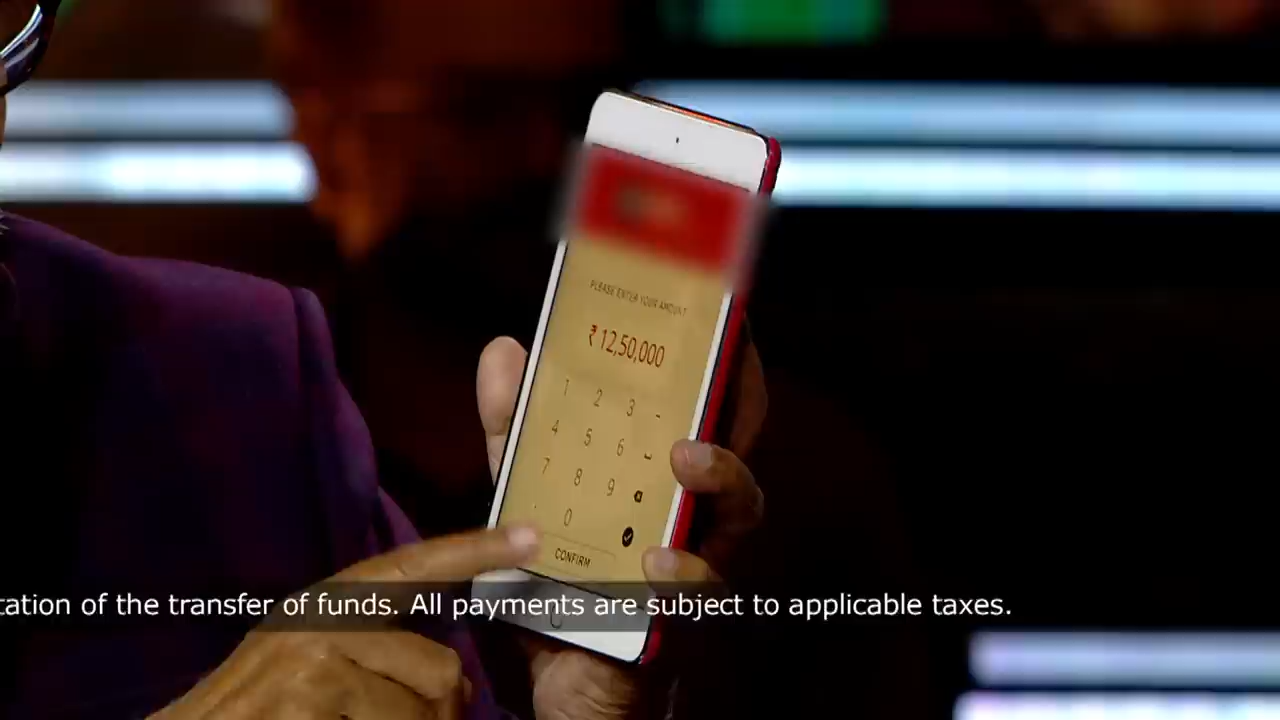 PLEASE ENTER YOUR AMOUNT
₹ 12,50,000
1 2 3 -
4 5 6
7 8 9
. 0
CONFIRM
tation of the transfer of funds. All payments are subject to applicable taxes.